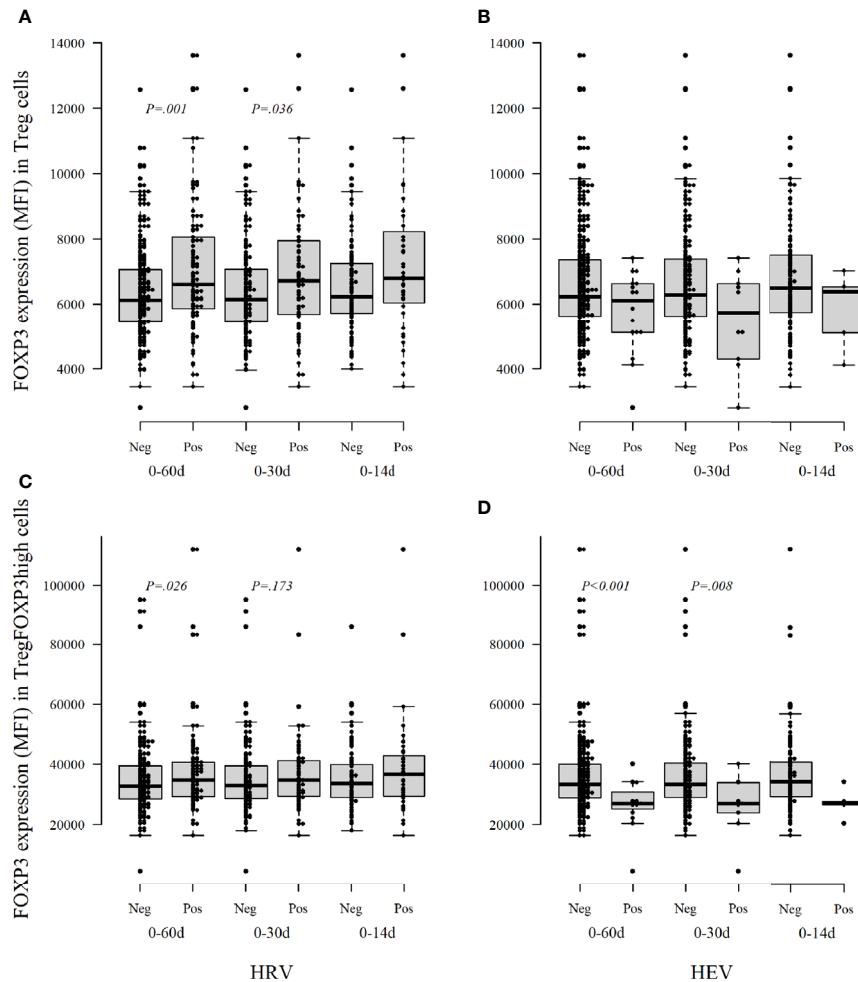 A
B
FOXP3 expression (MFI) in Treg cells
14000
12000
10000
8000
6000
4000
P=.001
P=.036
Neg Pos Neg Pos Neg Pos
0-60d 0-30d 0-14d
14000
12000
10000
8000
6000
4000
Neg Pos Neg Pos Neg Pos
0-60d 0-30d 0-14d
C
D
FOXP3 expression (MFI) in TregFOXP3high cells
100000
80000
60000
40000
20000
P=.026
P=.173
Neg Pos Neg Pos Neg Pos
0-60d 0-30d 0-14d
HRV
100000
80000
60000
40000
20000
P<0.001
P=.008
Neg Pos Neg Pos Neg Pos
0-60d 0-30d 0-14d
HEV